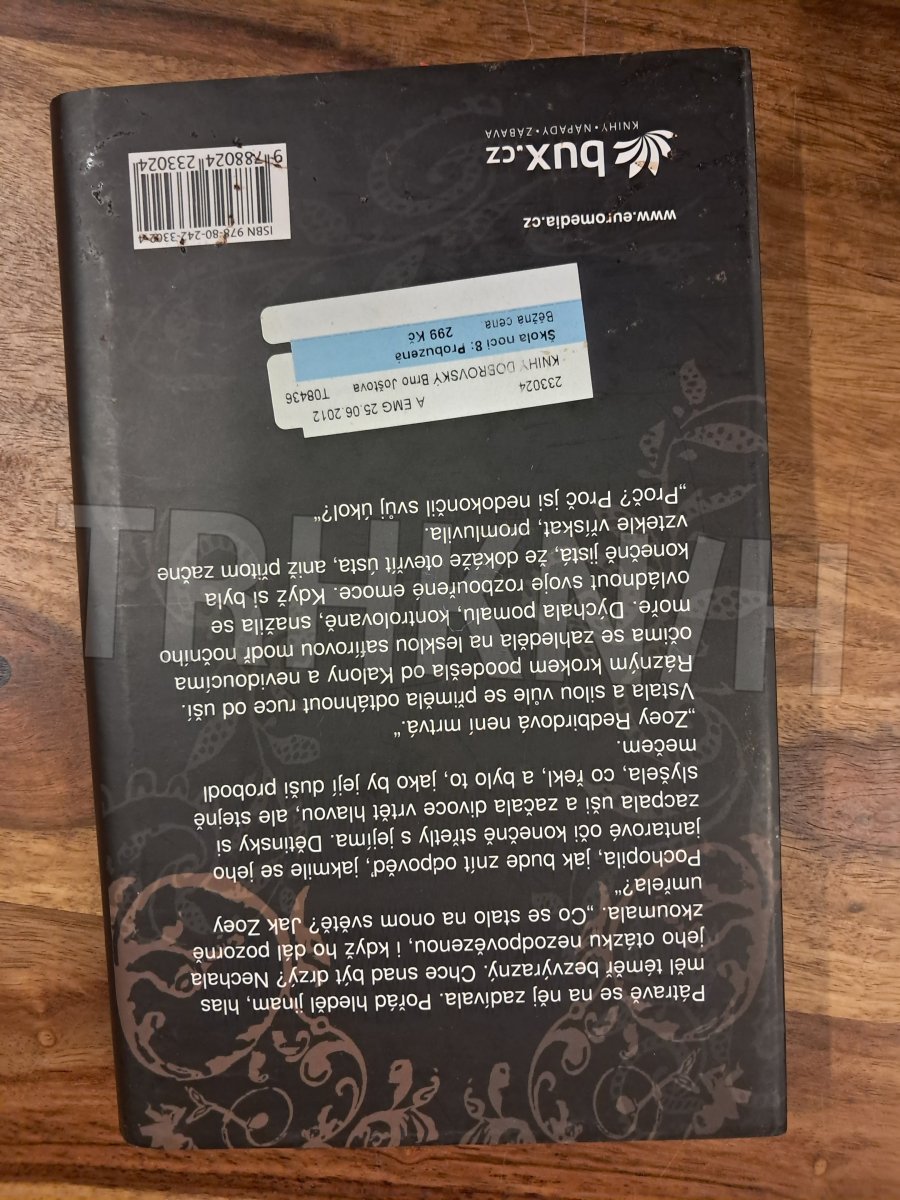 Pátravě se na něj zadívala. Pořád hleděl jinam, hlas
měl téměř bezvýrazný. Chce snad být drzý? Nechala
jeho otázku nezodpovězenou, i když ho dál pozorně
zkoumala. „Co se stalo na onom světě? Jak Zoey
umřela?“
Pochopila, jak bude znít odpověď, jakmile se jeho
jantarové oči konečně střetly s jejíma. Dětinsky si
zacpala uši a začala divoce vrtět hlavou, ale stejně
slyšela, co řekl, a bylo to, jako by její duši probodl
mečem.
„Zoey Redbirdová není mrtvá.“
Vstala a silou vůle se přiměla odtáhnout ruce od uší.
Rázným krokem poodešla od Kalony a nevidoucíma
očima se zahleděla na lesklou safírovou modř nočního
moře. Dýchala pomalu, kontrolovaně, snažila se
ovládnout svoje rozbouřené emoce. Když si byla
konečně jistá, že dokáže otevřít ústa, aniž přitom začne
vztekle vřískat, promluvila.
„Proč? Proč jsi nedokončil svůj úkol?“
233024 A EMG 25.06.2012
KNIHY DOBROVSKÝ Brno Joštova T08436
Škola noci 8: Probuzená
Běžná cena 299 Kč
www.euromedia.cz
bux.cz
KNIHY • NÁPADY • ZÁBAVA
ISBN 978-80-242-3302-4
9 788024 233024
TRHKNIH